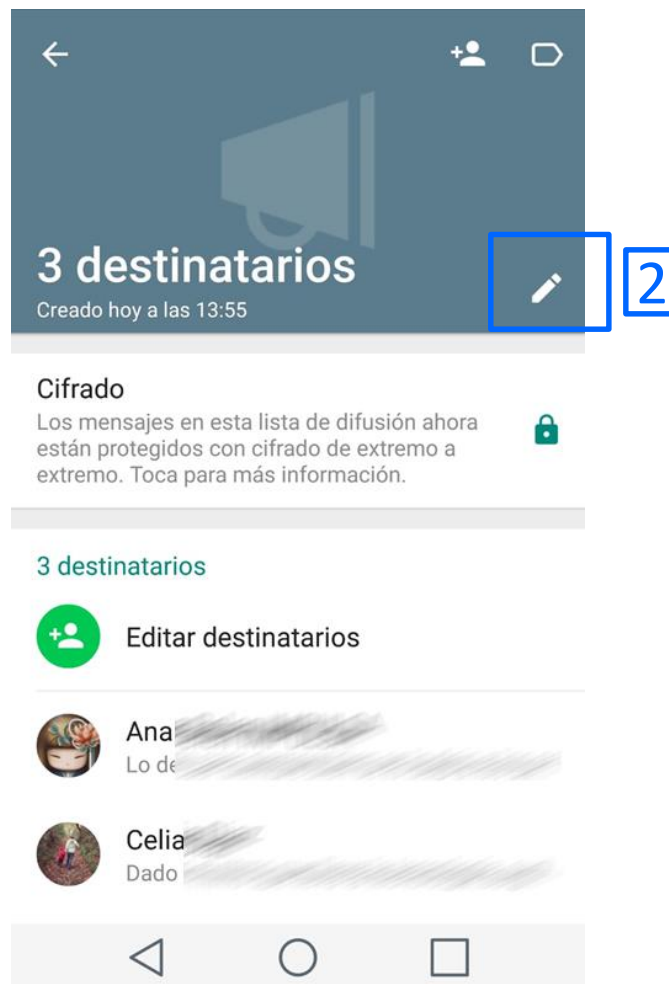 3 destinatarios
Creado hoy a las 13:55
2
Cifrado
Los mensajes en esta lista de difusión ahora
están protegidos con cifrado de extremo a
extremo. Toca para más información.
3 destinatarios
Editar destinatarios
Ana
Lo de
Celia
Dado